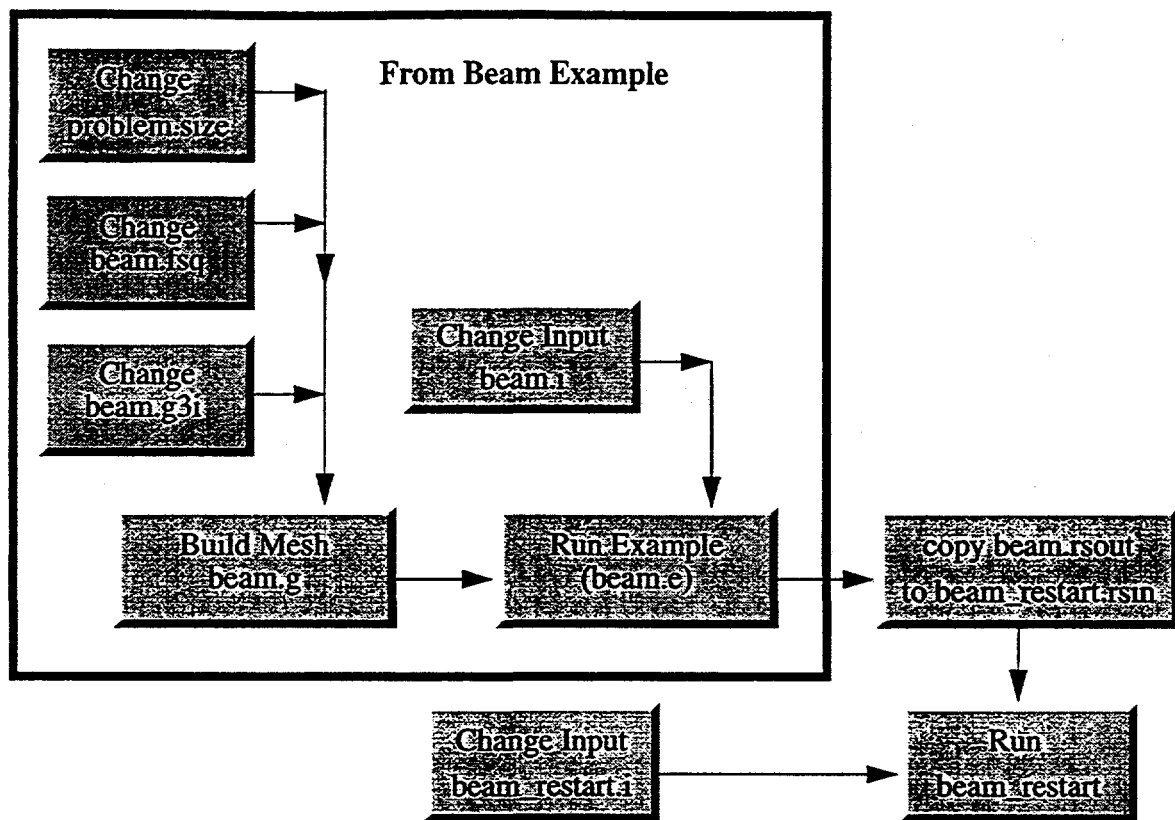 From Beam Example
Change
problem.size
Change
beam.fsq
Change
beam.g3i
Change Input
beam.i
Build Mesh
beam.g
Run Example
(beam.e)
copy beam.rsout
to beam_restart.rsin
Change Input
beam_restart.i
Run
beam_restart